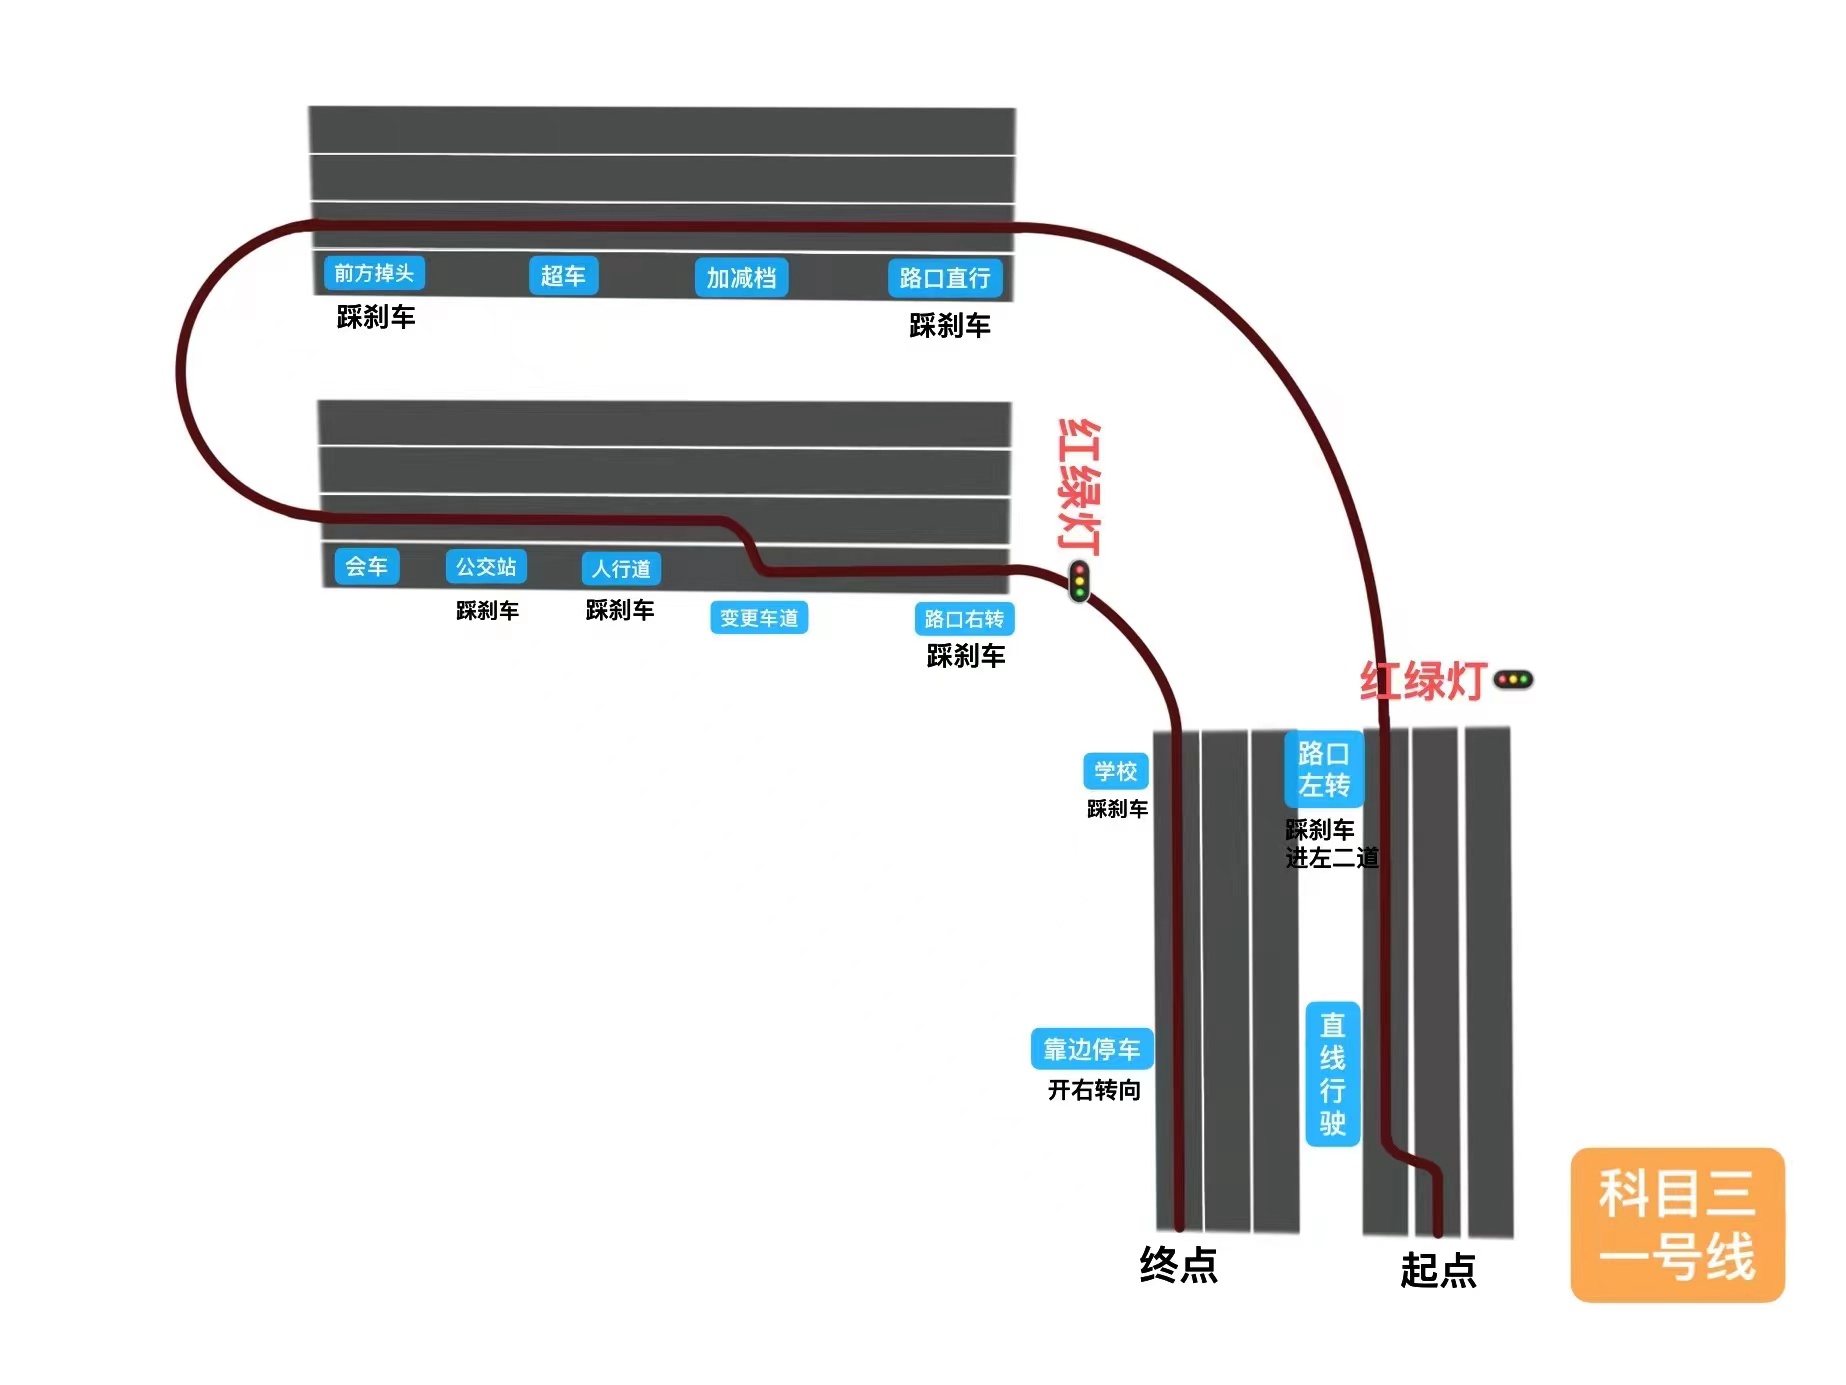 前方掉头
超车
加减档
路口直行
踩刹车
踩刹车
红绿灯
会车
公交站
人行道
踩刹车
踩刹车
变更车道
路口右转
踩刹车
红绿灯
学校
踩刹车
路口
左转
踩刹车
进左二道
靠边停车
开右转向
直
线
行
驶
终点
起点
科目三
一号线